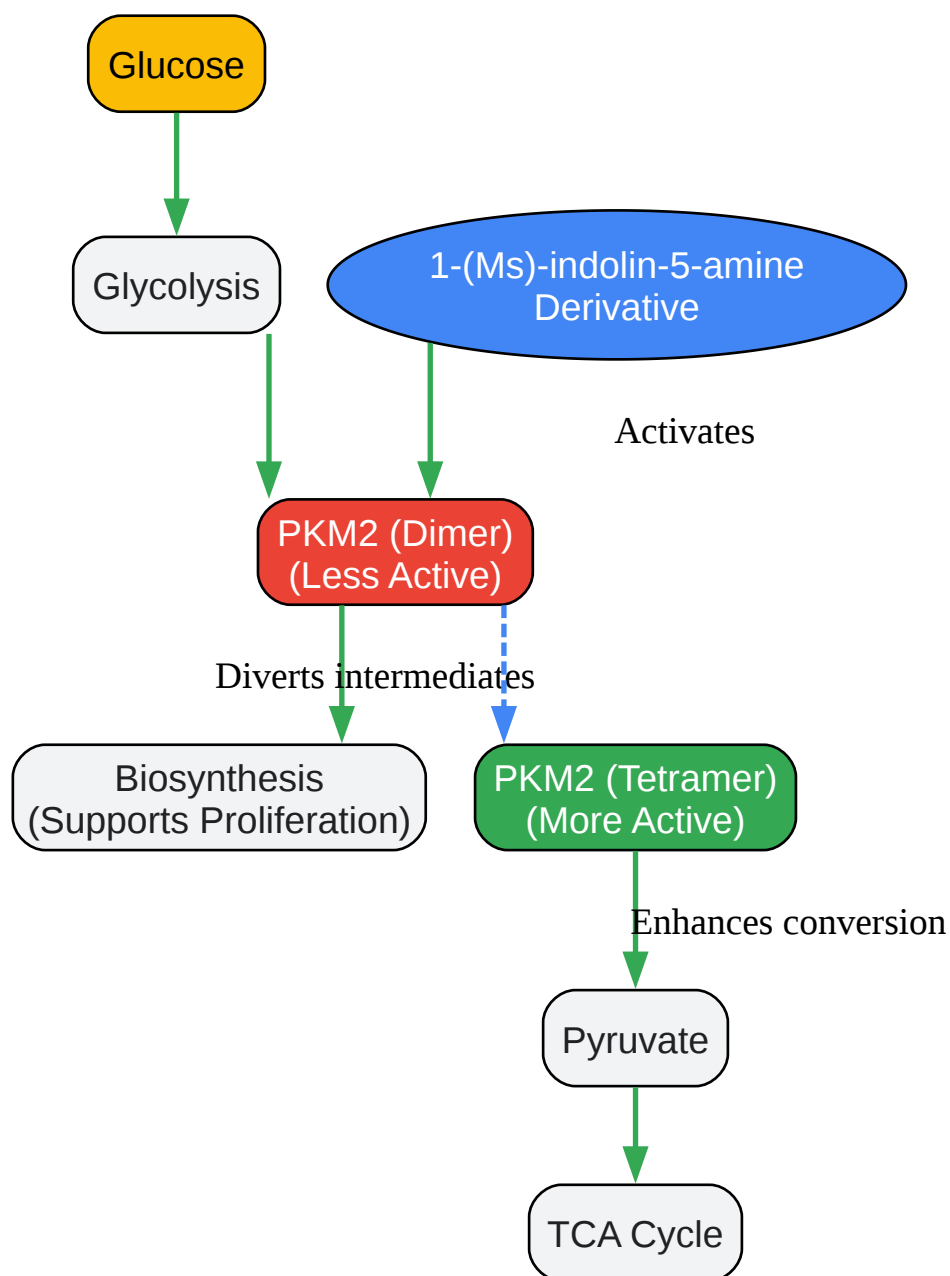 Glucose
Glycolysis
1-(Ms)-indolin-5-amine
Derivative
Activates
PKM2 (Dimer)
(Less Active)
Diverts intermediates
Biosynthesis
(Supports Proliferation)
PKM2 (Tetramer)
(More Active)
Enhances conversion
Pyruvate
TCA Cycle